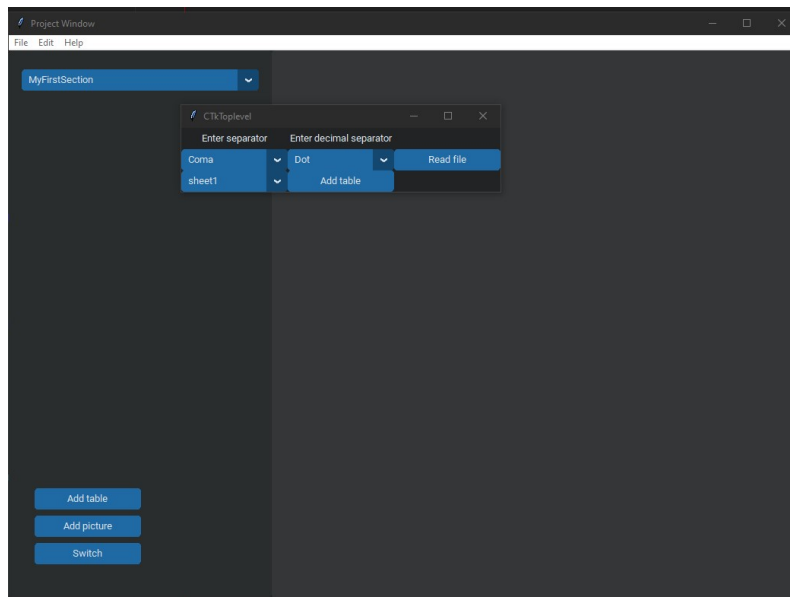 Project Window
File Edit Help
MyFirstSection
CTkToplevel
Enter separator Enter decimal separator
Coma Dot Read file
sheet1 Add table
Add table
Add picture
Switch